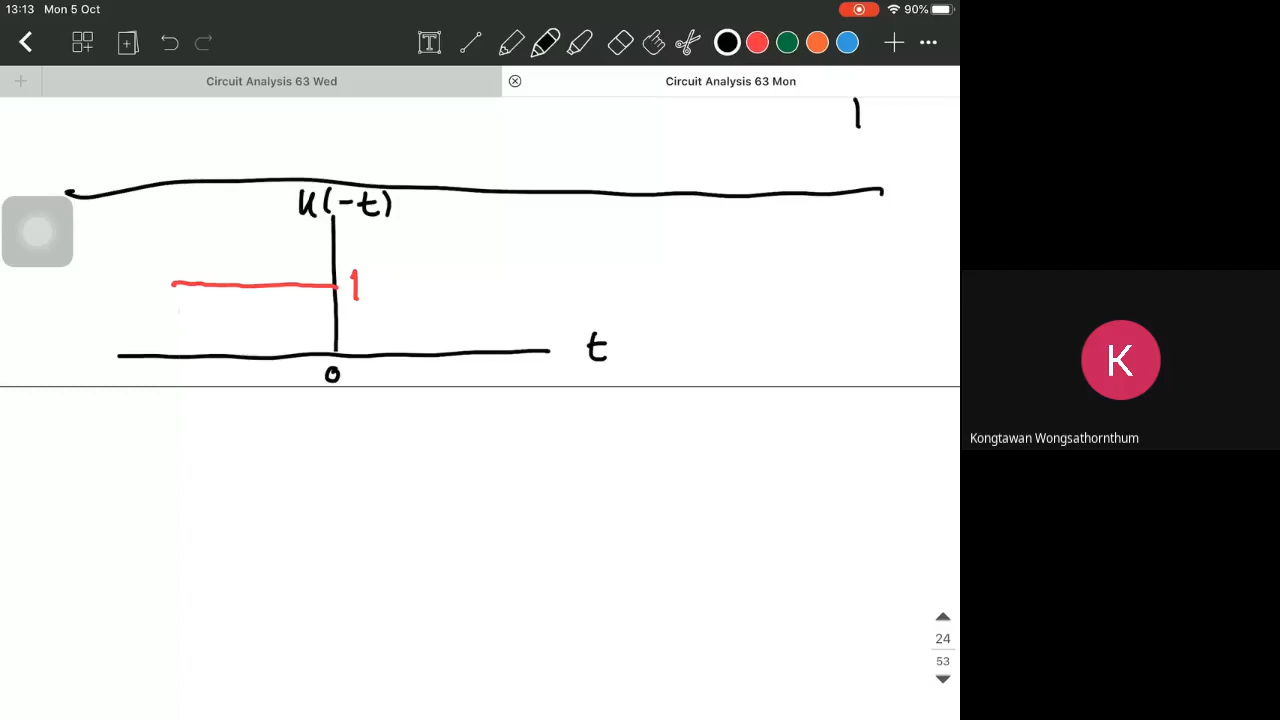 13:13 Mon 5 Oct
90%
T
Circuit Analysis 63 Wed
Circuit Analysis 63 Mon
1
u(-t)
1
t
0
K
Kongtawan Wongsathornthum
24
53